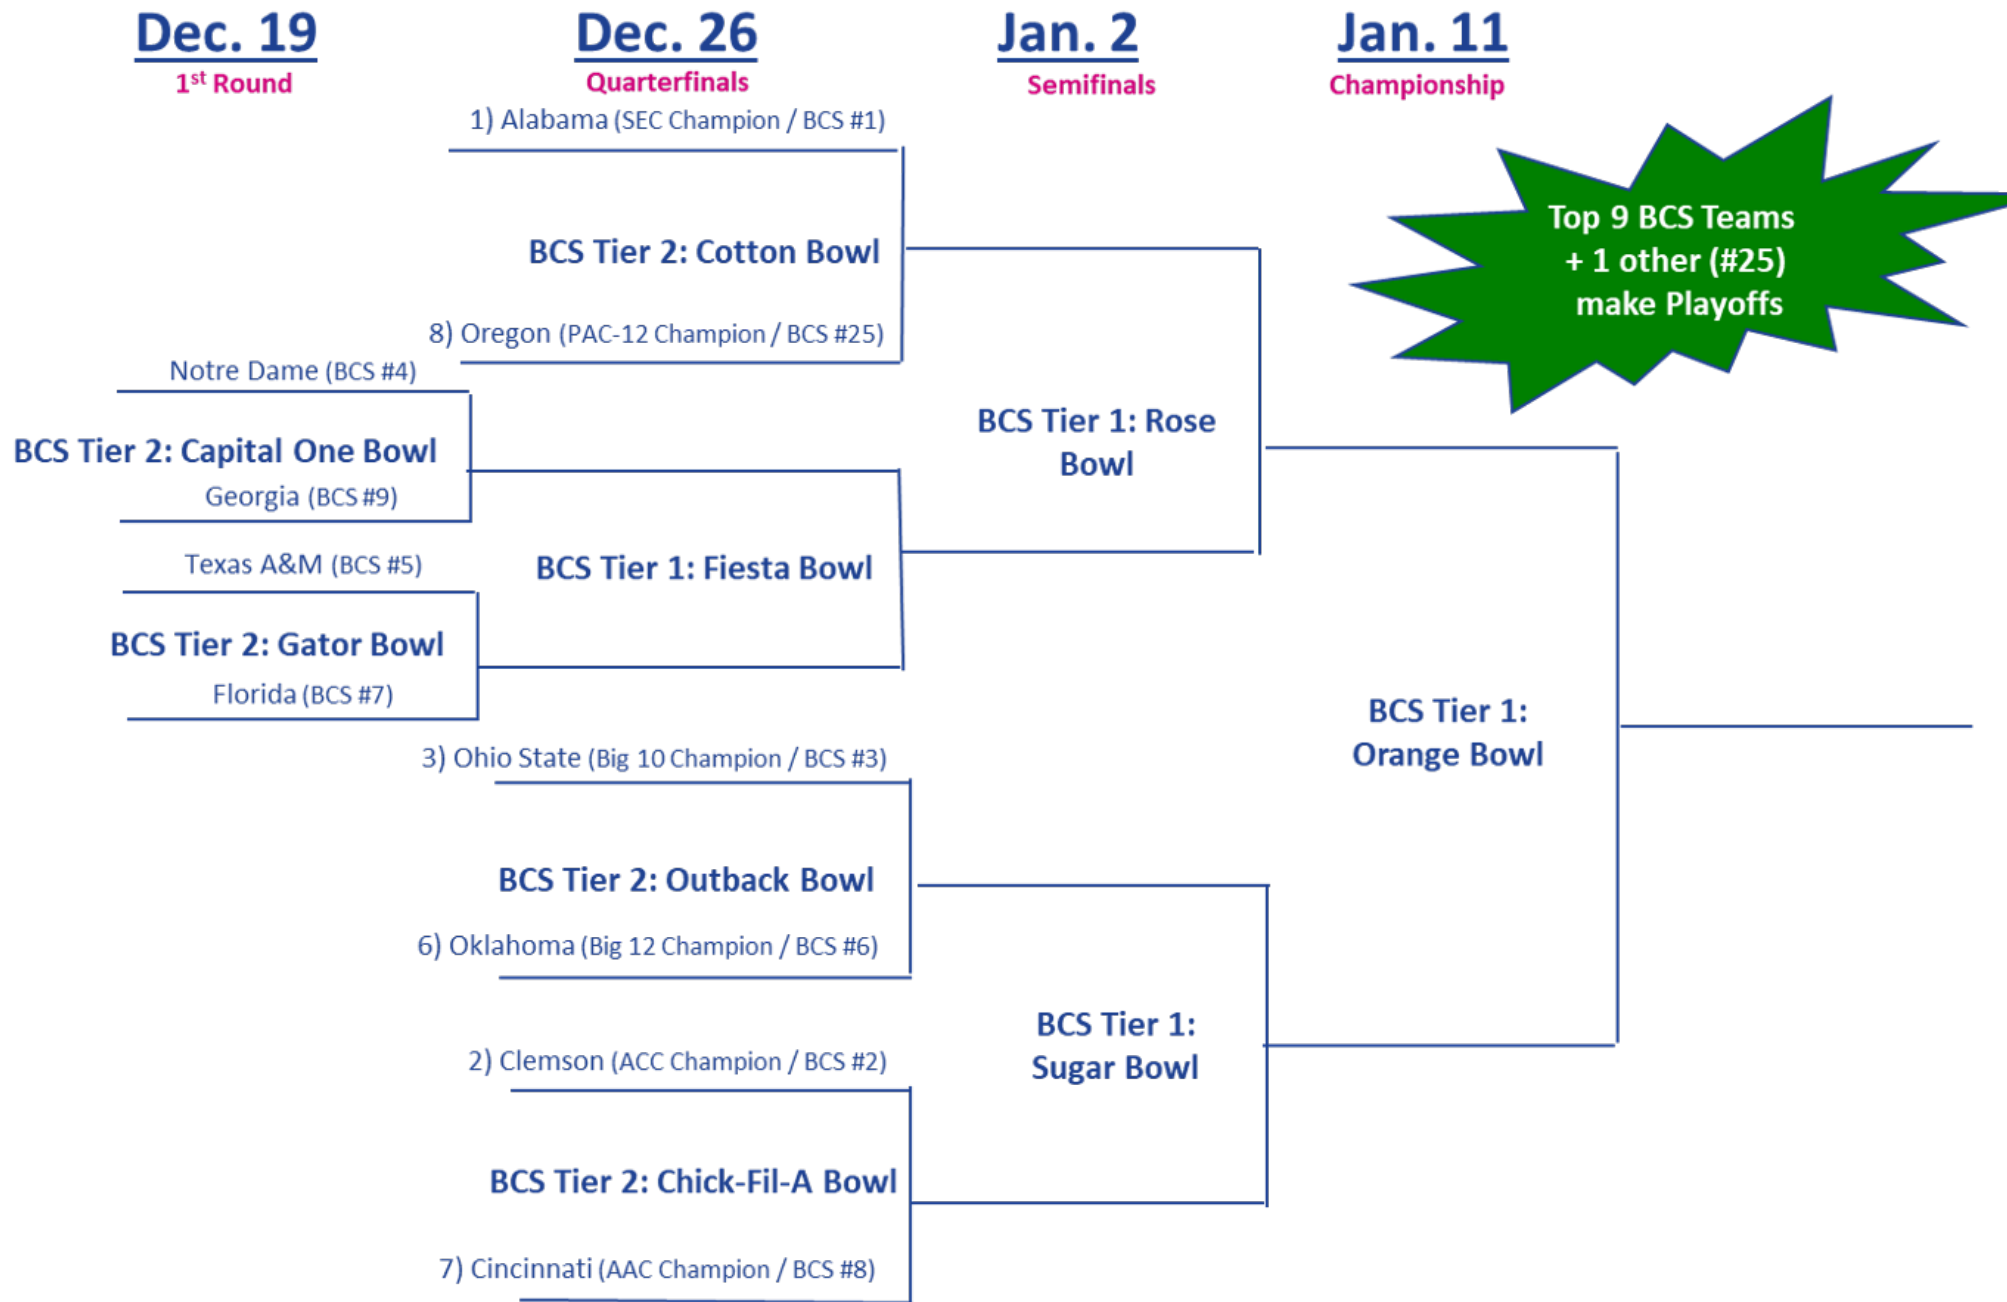 Dec. 19
Dec. 26
Jan. 2
Jan. 11
1st Round
Quarterfinals
Semifinals
Championship
1) Alabama (SEC Champion / BCS #1)
Top 9 BCS Teams
+ 1 other (#25)
make Playoffs
BCS Tier 2: Cotton Bowl
8) Oregon (PAC-12 Champion / BCS #25)
Notre Dame (BCS #4)
BCS Tier 2: Capital One Bowl
Georgia (BCS #9)
BCS Tier 1: Rose
Bowl
Texas A&M (BCS #5)
BCS Tier 1: Fiesta Bowl
BCS Tier 2: Gator Bowl
Florida (BCS #7)
BCS Tier 1:
Orange Bowl
3) Ohio State (Big 10 Champion / BCS #3)
BCS Tier 2: Outback Bowl
6) Oklahoma (Big 12 Champion / BCS #6)
BCS Tier 1:
Sugar Bowl
2) Clemson (ACC Champion / BCS #2)
BCS Tier 2: Chick-Fil-A Bowl
7) Cincinnati (AAC Champion / BCS #8)